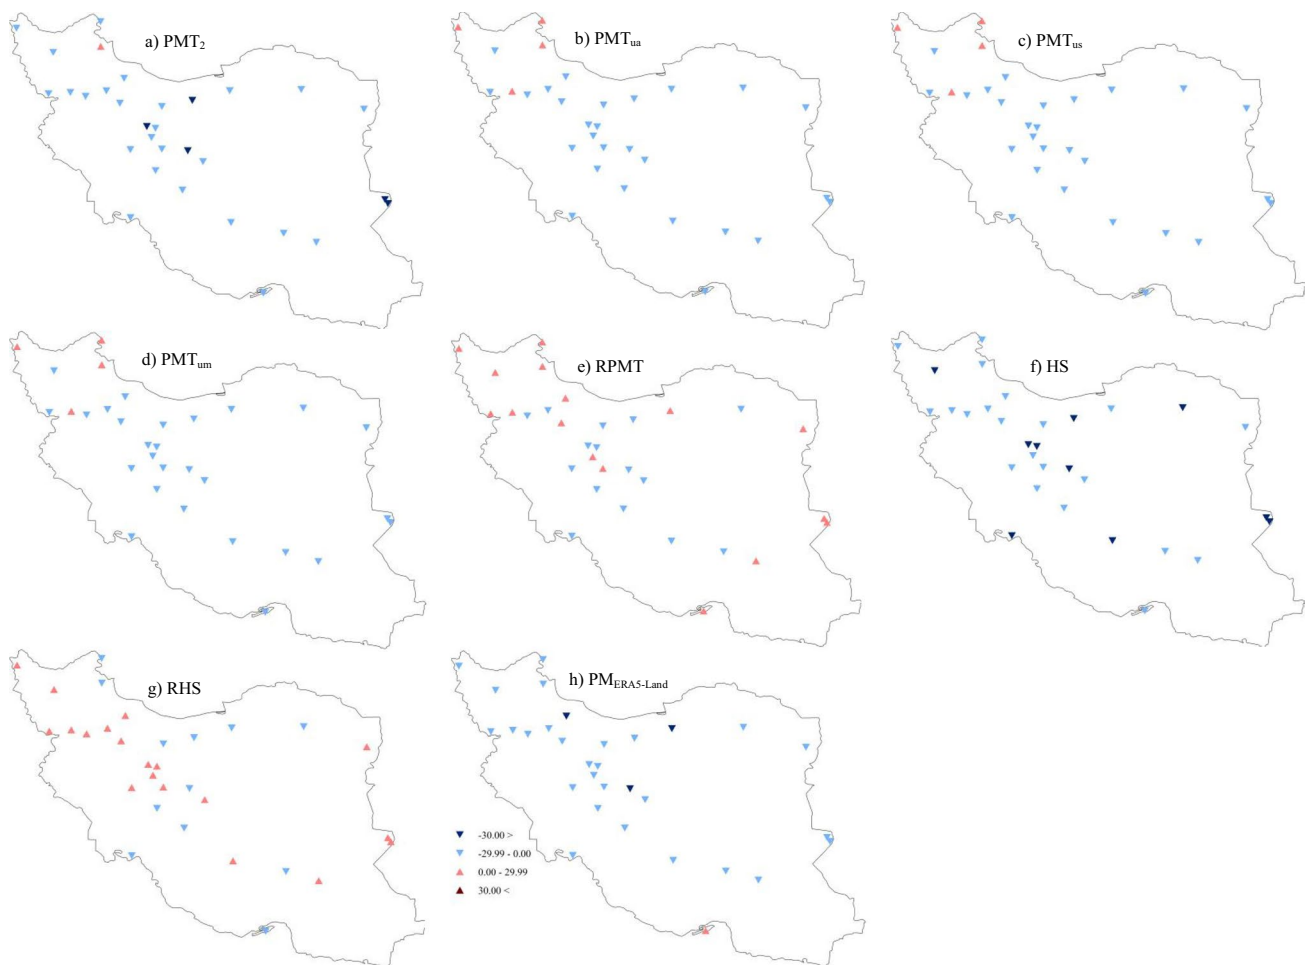 a) PMT₂
b) PMTua
c) PMTus
d) PMTum
e) RPMT
f) HS
g) RHS
h) PMERA5-Land
-30.00 >
-29.99 - 0.00
0.00 - 29.99
30.00 <